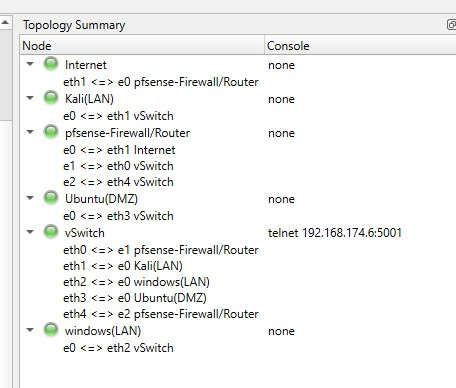 Topology Summary
Node Console
Internet none
eth1 <=> e0 pfsense-Firewall/Router
Kali(LAN) none
e0 <=> eth1 vSwitch
pfsense-Firewall/Router none
e0 <=> eth1 Internet
e1 <=> eth0 vSwitch
e2 <=> eth4 vSwitch
Ubuntu(DMZ) none
e0 <=> eth3 vSwitch
vSwitch telnet 192.168.174.6:5001
eth0 <=> e1 pfsense-Firewall/Router
eth1 <=> e0 Kali(LAN)
eth2 <=> e0 windows(LAN)
eth3 <=> e0 Ubuntu(DMZ)
eth4 <=> e2 pfsense-Firewall/Router
windows(LAN) none
e0 <=> eth2 vSwitch